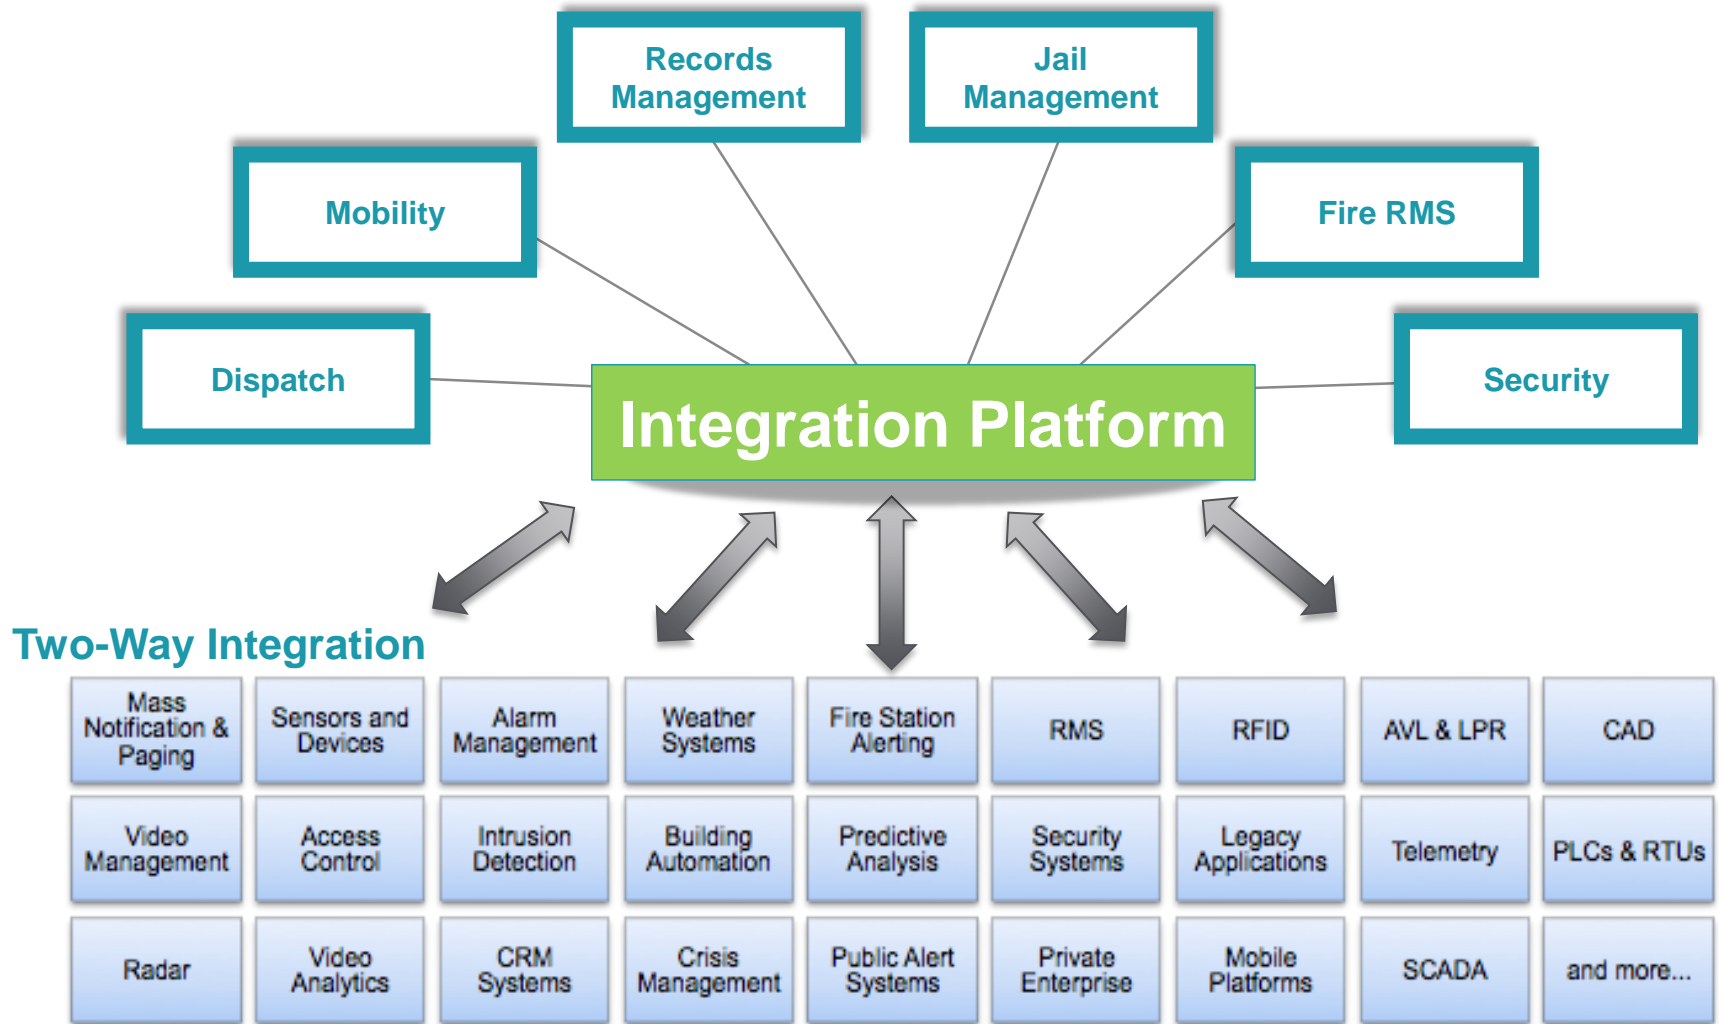 Records
Management
Jail
Management
Mobility
Fire RMS
Dispatch
Security
Integration Platform
Two-Way Integration
Mass
Notification &
Paging
Sensors and
Devices
Alarm
Management
Weather
Systems
Fire Station
Alerting
RMS
RFID
AVL & LPR
CAD
Video
Management
Access
Control
Intrusion
Detection
Building
Automation
Predictive
Analysis
Security
Systems
Legacy
Applications
Telemetry
PLCs & RTUs
Radar
Video
Analytics
CRM
Systems
Crisis
Management
Public Alert
Systems
Private
Enterprise
Mobile
Platforms
SCADA
and more...